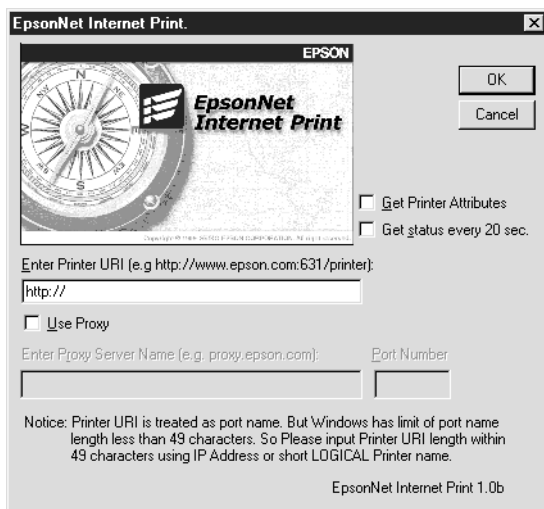 EpsonNet Internet Print.
EPSON
N
NE
E
S
W
NW
EpsonNet
Internet Print
OK
Cancel
Get Printer Attributes
Get status every 20 sec.
Enter Printer URI (e.g http://www.epson.com:631/printer):
http://
Use Proxy
Enter Proxy Server Name (e.g. proxy.epson.com):
Port Number
Notice: Printer URI is treated as port name. But Windows has limit of port name
length less than 49 characters. So Please input Printer URI length within
49 characters using IP Address or short LOGICAL Printer name.
EpsonNet Internet Print 1.0b